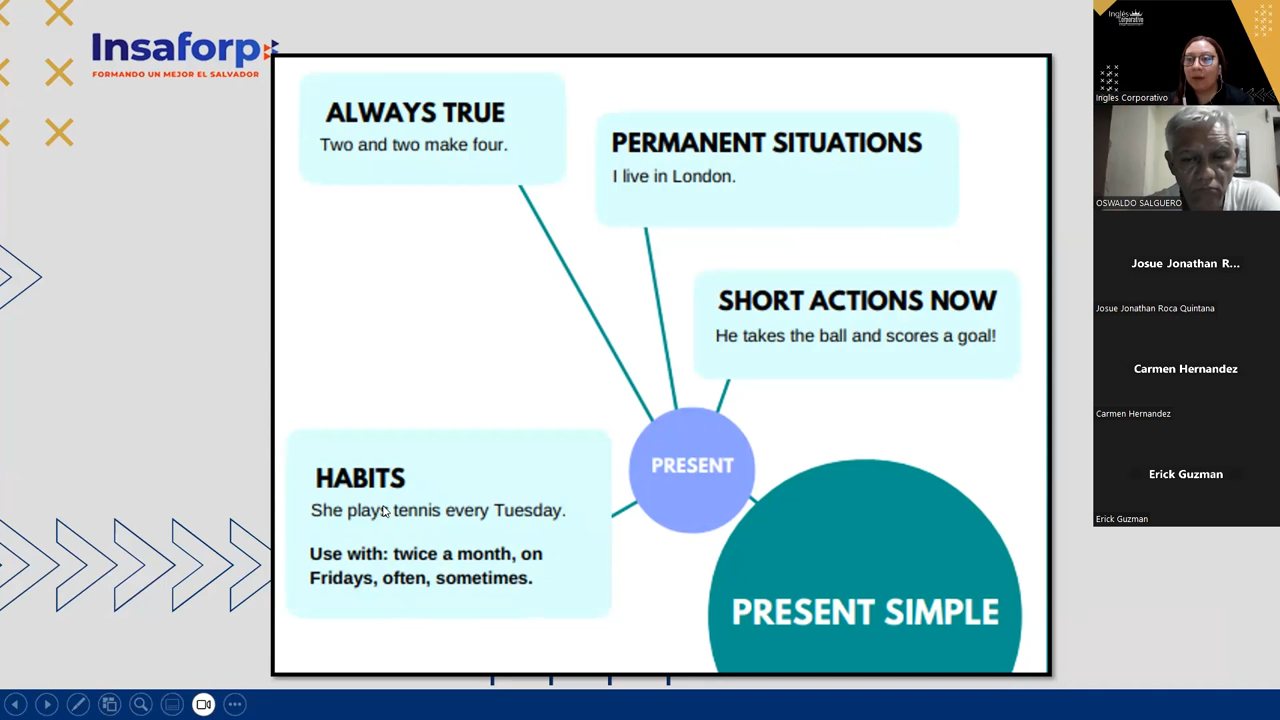 Insaforp
FORMANDO UN MEJOR EL SALVADOR
ALWAYS TRUE
Two and two make four.
PERMANENT SITUATIONS
I live in London.
SHORT ACTIONS NOW
He takes the ball and scores a goal!
PRESENT
HABITS
She plays tennis every Tuesday.
Use with: twice a month, on
Fridays, often, sometimes.
PRESENT SIMPLE
Inglés
Corporativo
Ingles Corporativo
OSWALDO SALGUERO
Josue Jonathan R...
Josue Jonathan Roca Quintana
Carmen Hernandez
Carmen Hernandez
Erick Guzman
Erick Guzman